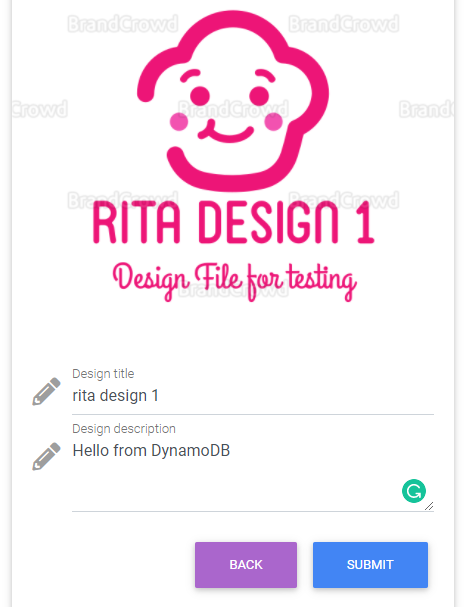 BrandCrowd BrandCrowd
BrandCrowd BrandCrowd BrandCrowd
BrandCrowd BrandCrowd
RITA DESIGN 1
Design File for testing
BrandCrowd
Design title
rita design 1
Design description
Hello from DynamoDB
BACK
SUBMIT